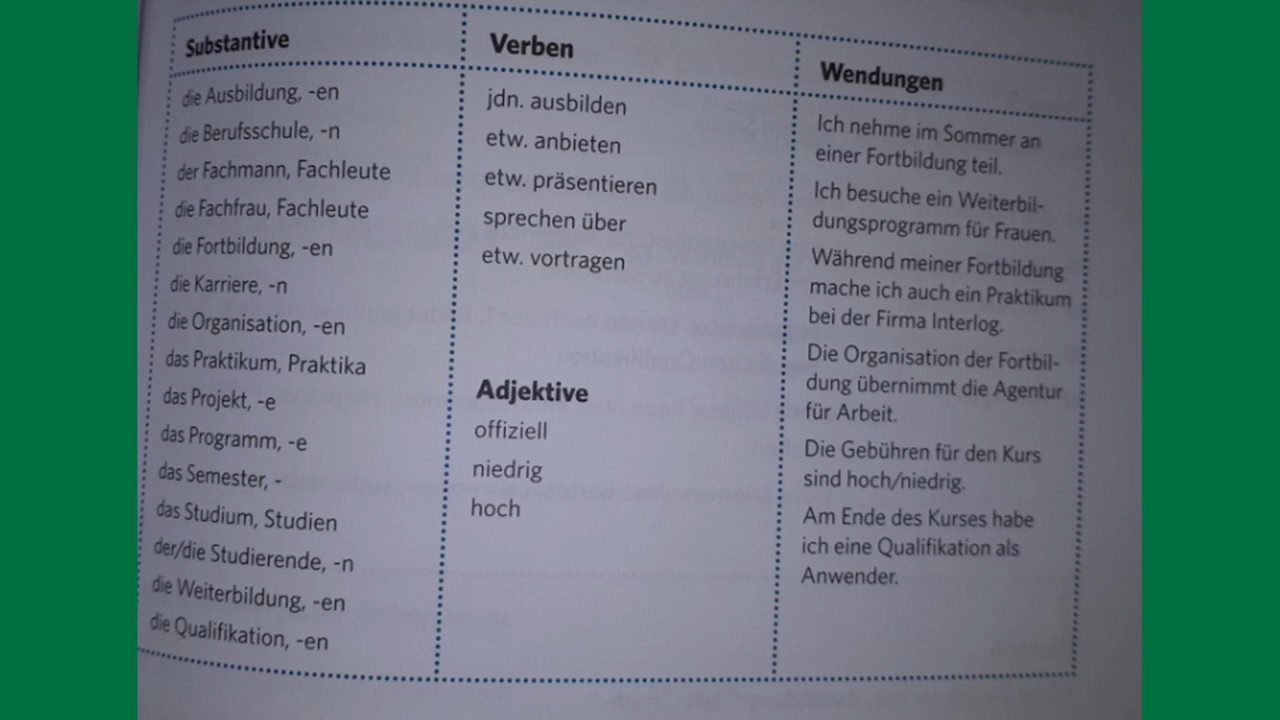 Substantive
die Ausbildung, -en
die Berufsschule, -n
der Fachmann, Fachleute
die Fachfrau, Fachleute
die Fortbildung, -en
die Karriere, -n
die Organisation, -en
das Praktikum, Praktika
das Projekt, -e
das Programm, -e
das Semester, -
das Studium, Studien
der/die Studierende, -n
die Weiterbildung, -en
die Qualifikation, -en
Verben
jdn. ausbilden
etw. anbieten
etw. präsentieren
sprechen über
etw. vortragen
Adjektive
offiziell
niedrig
hoch
Wendungen
Ich nehme im Sommer an
einer Fortbildung teil.
Ich besuche ein Weiterbil-
dungsprogramm für Frauen.
Während meiner Fortbildung
mache ich auch ein Praktikum
bei der Firma Interlog.
Die Organisation der Fortbil-
dung übernimmt die Agentur
für Arbeit.
Die Gebühren für den Kurs
sind hoch/niedrig.
Am Ende des Kurses habe
ich eine Qualifikation als
Anwender.